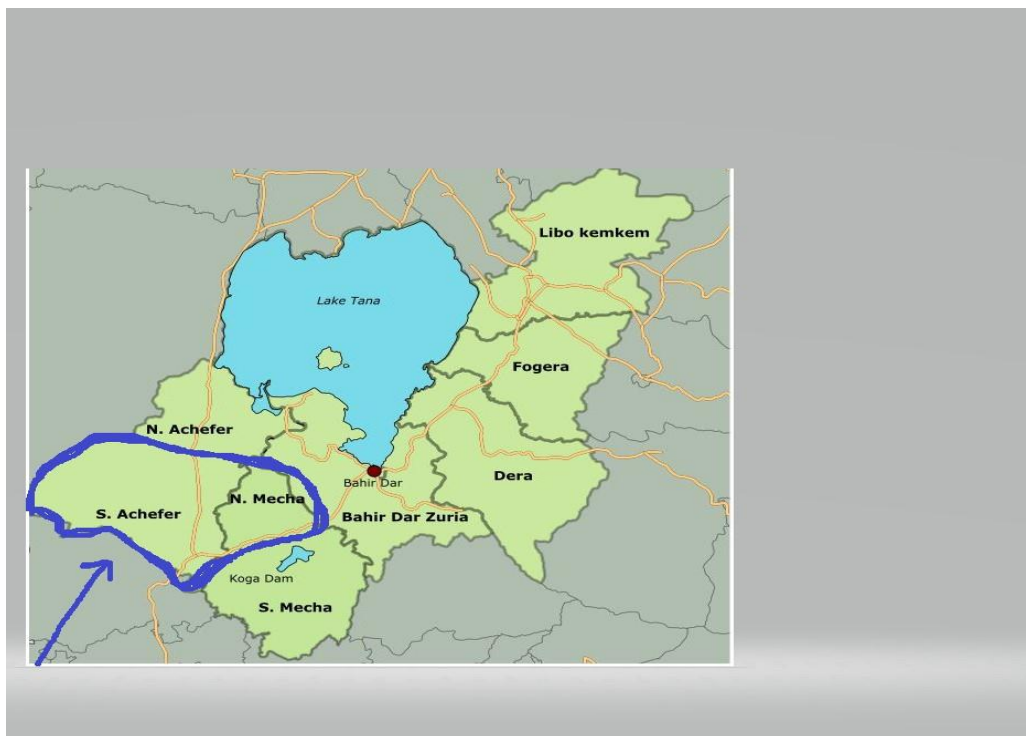 Libo kemkem
Lake Tana
Fogera
N. Achefer
Dera
Bahir Dar
N. Mecha
S. Achefer
Bahir Dar Zuria
Koga Dam
S. Mecha